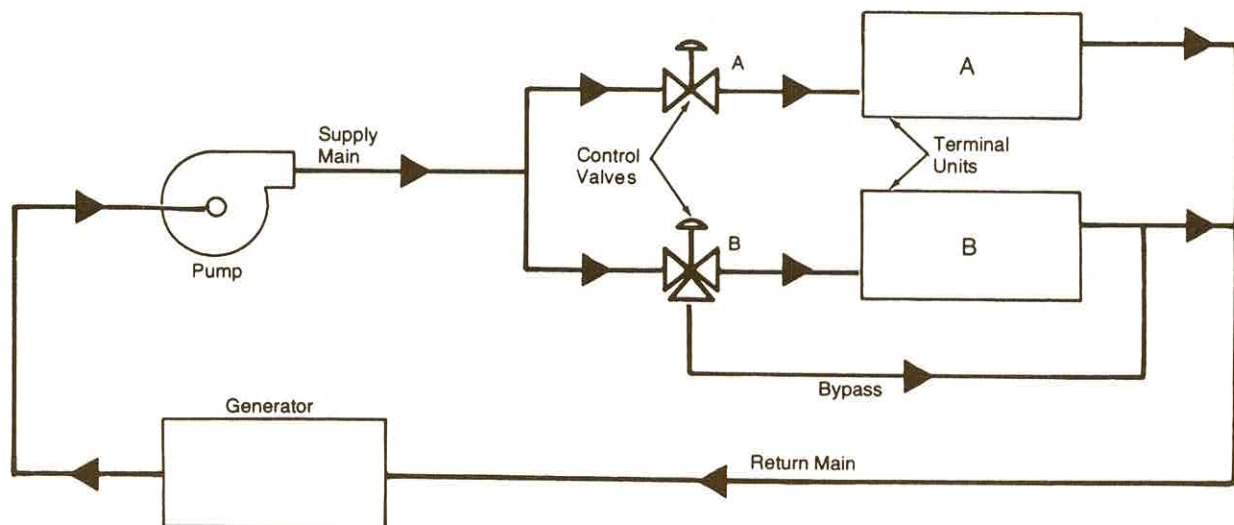 A
A
Supply
Main
Control
Valves
Terminal
Units
B
B
Pump
Bypass
Generator
Return Main